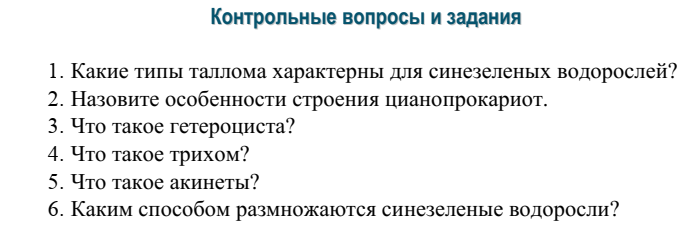 Контрольные вопросы и задания
1. Какие типы таллома характерны для синезеленых водорослей?
2. Назовите особенности строения цианопрокариот.
3. Что такое гетероциста?
4. Что такое трихом?
5. Что такое акинеты?
6. Каким способом размножаются синезеленые водоросли?